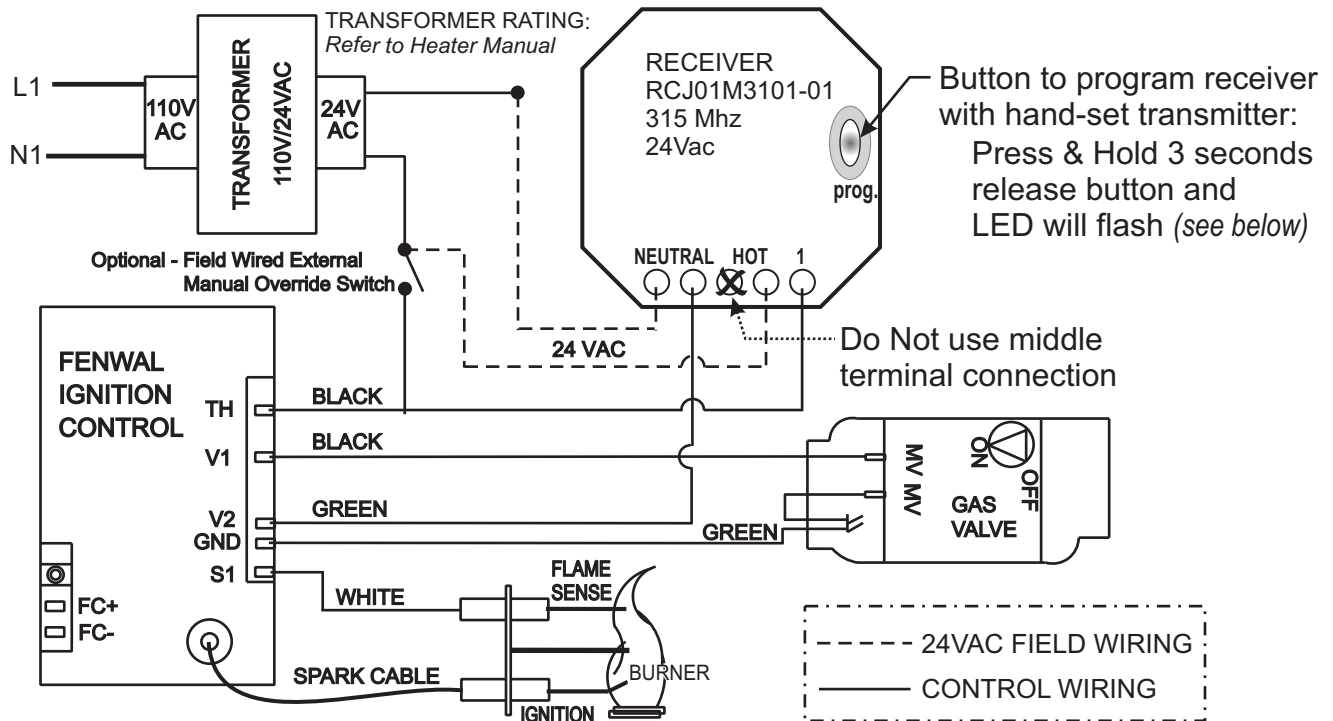 TRANSFORMER RATING:
Refer to Heater Manual
L1
N1
110V
AC
TRANSFORMER
110V/24VAC
24V
AC
RECEIVER
RCJ01M3101-01
315 Mhz
24Vac
prog.
NEUTRAL HOT 1
Button to program receiver
with hand-set transmitter:
Press & Hold 3 seconds
release button and
LED will flash (see below)
Optional - Field Wired External
Manual Override Switch
24 VAC
Do Not use middle
terminal connection
FENWAL
IGNITION
CONTROL
TH
BLACK
V1
BLACK
V2
GREEN
GND
GREEN
S1
WHITE
FC+
FC-
SPARK CABLE
FLAME
SENSE
BURNER
IGNITION
MV MV
ON
OFF
GAS
VALVE
24VAC FIELD WIRING
CONTROL WIRING